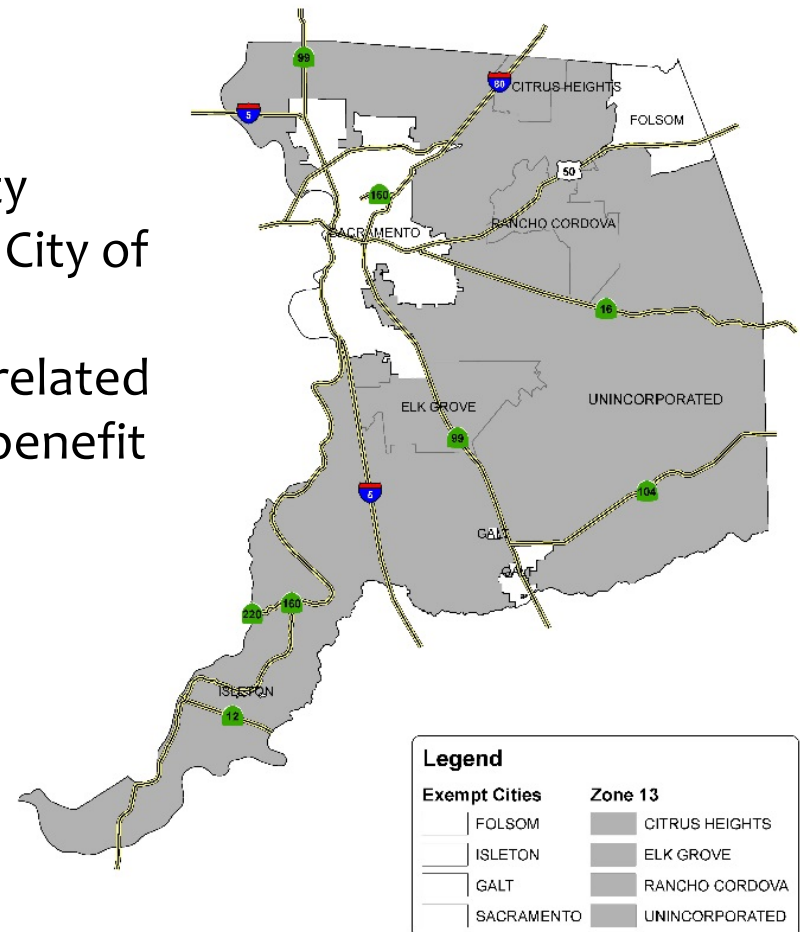 ty
City of
related
benefit
99
80
CITRUS HEIGHTS
5
FOLSOM
50
160
RANCHO CORDOVA
SACRAMENTO
16
UNINCORPORATED
ELK GROVE
99
5
104
GALT
GALT
160
220
ISLETON
12
Legend
Exempt Cities Zone 13
FOLSOM CITRUS HEIGHTS
ISLETON ELK GROVE
GALT RANCHO CORDOVA
SACRAMENTO UNINCORPORATED